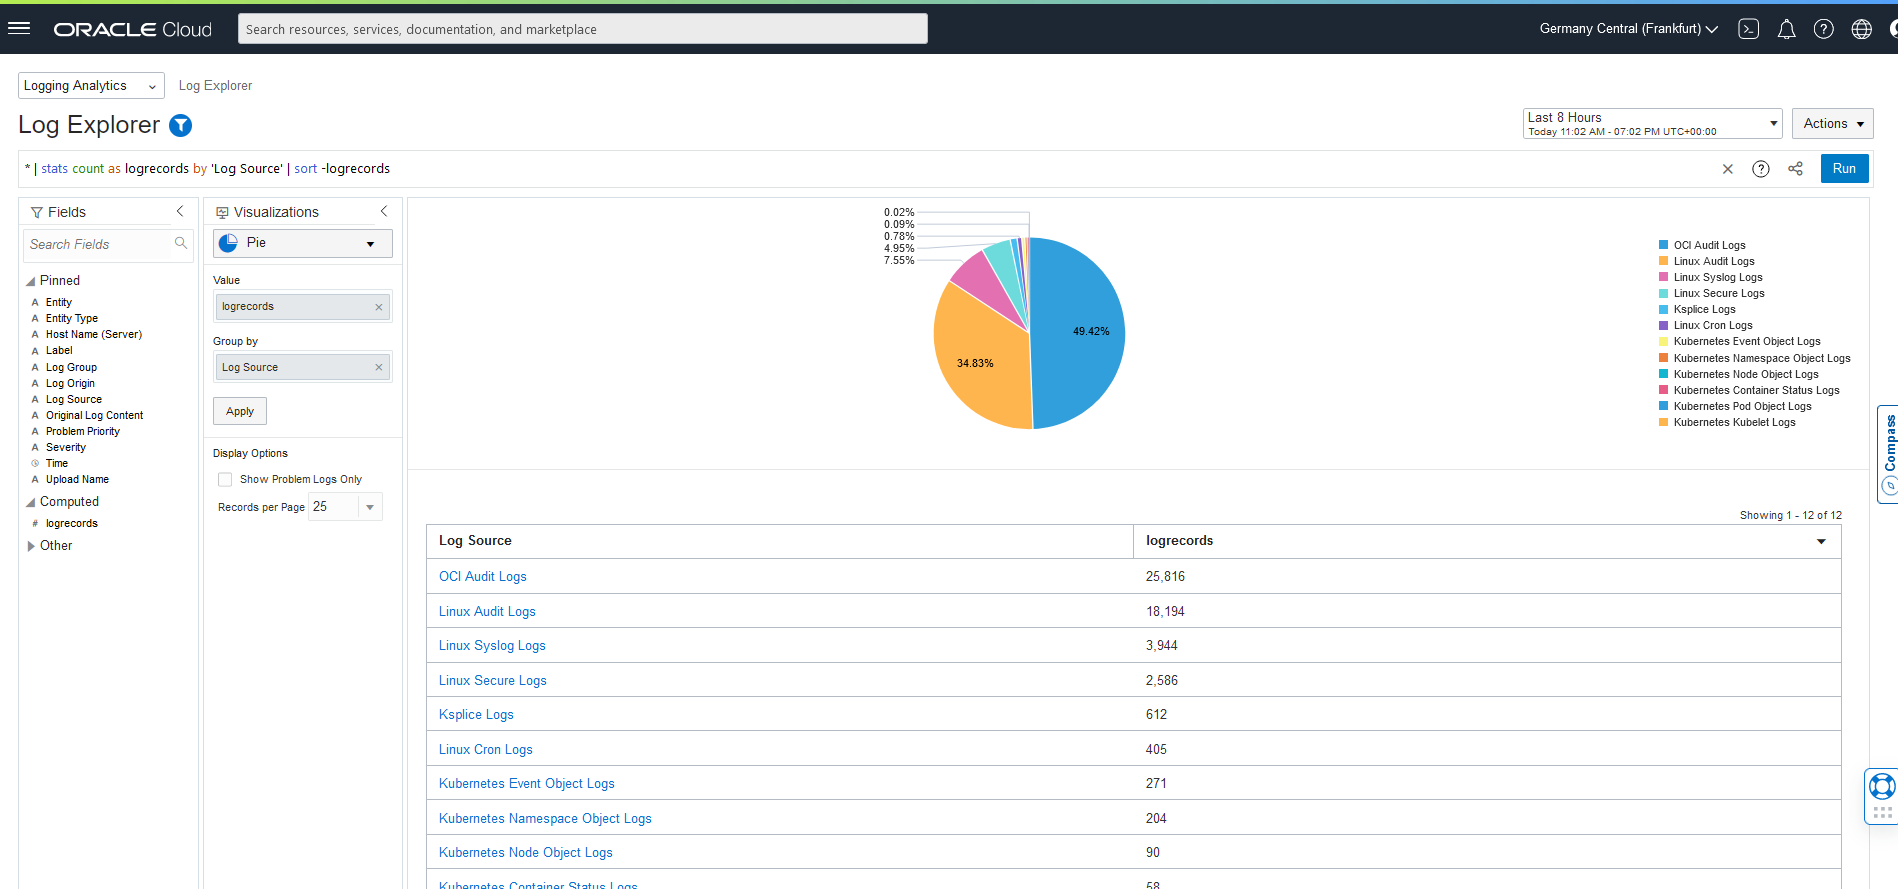 ORACLE Cloud
Search resources, services, documentation, and marketplace
Germany Central (Frankfurt)
Logging Analytics
Log Explorer
Log Explorer
Last 8 Hours
Today 11:02 AM - 07:02 PM UTC+00:00
Actions
* | stats count as logrecords by 'Log Source' | sort -logrecords
Run
Fields
Search Fields
Pinned
Entity
Entity Type
Host Name (Server)
Label
Log Group
Log Origin
Log Source
Original Log Content
Problem Priority
Severity
Time
Upload Name
Computed
# logrecords
Other
Visualizations
Pie
Value
logrecords
Group by
Log Source
Apply
Display Options
Show Problem Logs Only
Records per Page 25
0.02%
0.09%
0.78%
4.95%
7.55%
49.42%
34.83%
OCI Audit Logs
Linux Audit Logs
Linux Syslog Logs
Linux Secure Logs
Ksplice Logs
Linux Cron Logs
Kubernetes Event Object Logs
Kubernetes Namespace Object Logs
Kubernetes Node Object Logs
Kubernetes Container Status Logs
Kubernetes Pod Object Logs
Kubernetes Kubelet Logs
Compass
Showing 1 - 12 of 12
Log Source logrecords
OCI Audit Logs 25,816
Linux Audit Logs 18,194
Linux Syslog Logs 3,944
Linux Secure Logs 2,586
Ksplice Logs 612
Linux Cron Logs 405
Kubernetes Event Object Logs 271
Kubernetes Namespace Object Logs 204
Kubernetes Node Object Logs 90
Kubernetes Container Status Logs 58